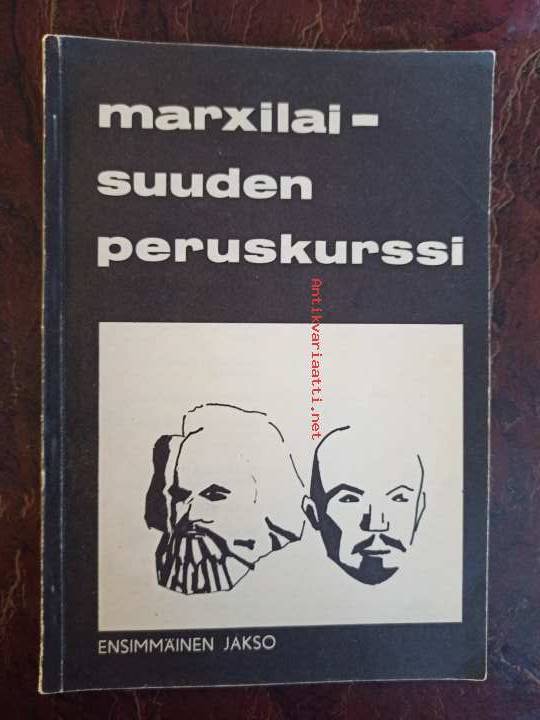 marxilai-
suuden
peruskurssi
Antikvariaatti.net
ENSIMMÄINEN JAKSO